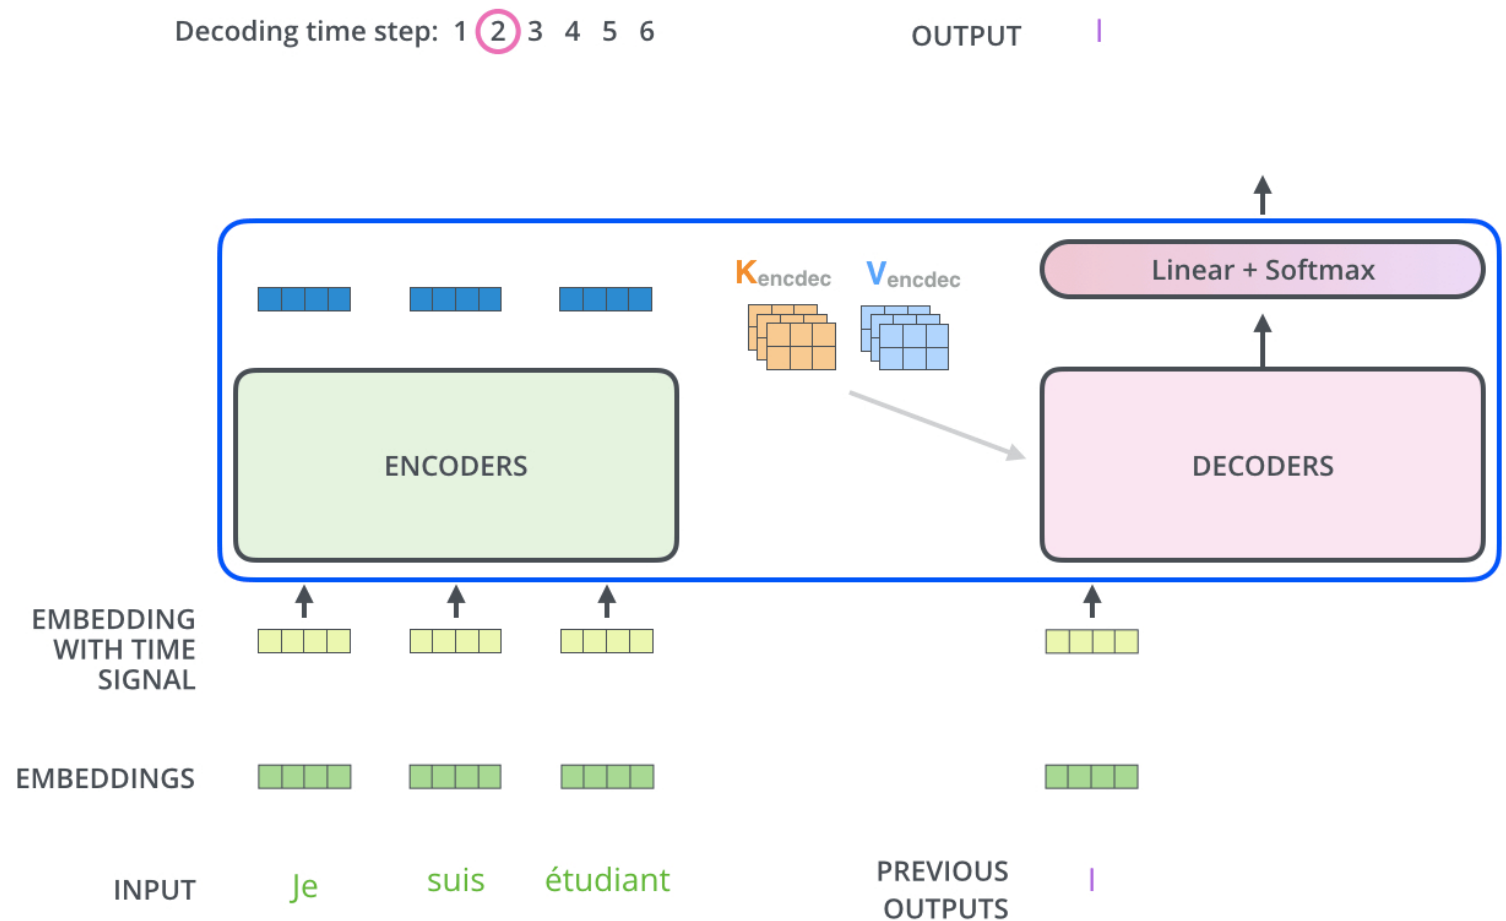 Decoding time step: 1 2 3 4 5 6
OUTPUT I
Kencdec Vencdec
Linear + Softmax
ENCODERS
DECODERS
EMBEDDING
WITH TIME
SIGNAL
EMBEDDINGS
INPUT Je suis étudiant
PREVIOUS
OUTPUTS
I